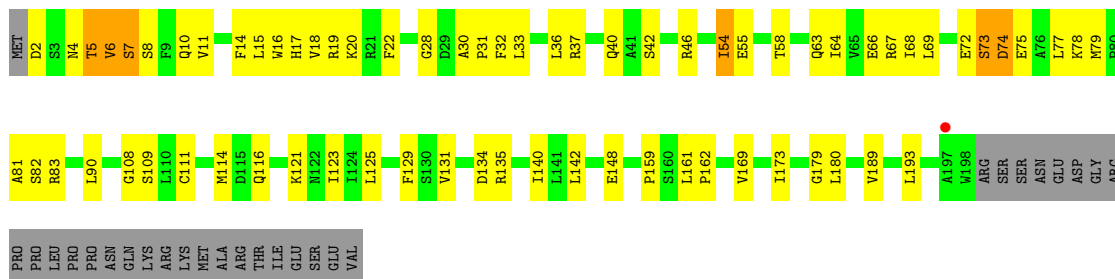 MET D2 S3 N4 T5 V6 S7 S8 F9 Q10 V11 F14 L15 W16 H17 V18 R19 K20 R21 F22 G28 D29 A30 P31 F32 L33 L36 R37 Q40 A41 S42 R46 I54 E55 T58 Q63 I64 V65 E66 R67 I68 L69 E72 S73 D74 E75 A76 L77 K78 M79 P80
A81 S82 R83 L90 G108 S109 L110 C111 M114 D115 Q116 K121 N122 I123 I124 L125 F129 S130 V131 D134 R135 I140 L141 L142 E148 P159 S160 L161 P162 V169 I173 G179 L180 V189 L193 A197 W198 ARG SER SER ASN GLU ASP GLY ARG
PRO PRO LEU PRO PRO ASN GLN LYS ARG LYS MET ALA ARG THR ILE GLU SER GLU VAL